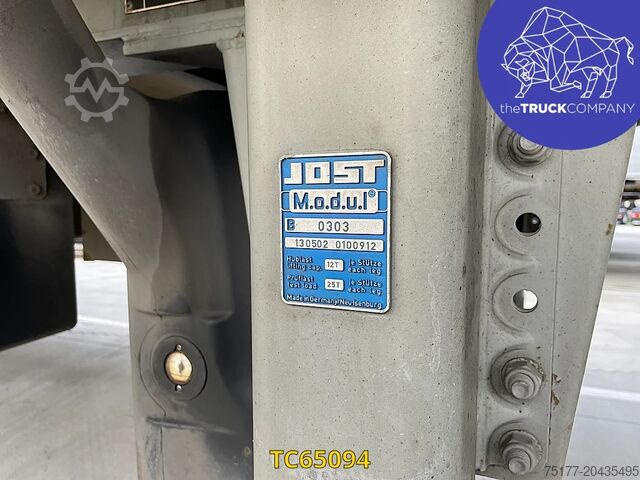 theTRUCKCOMPANY
JOST
M.o.d.u.l®
B 0303
130502 0100912
Hublast
lifting cap. 12T je Stütze
each leg
Prüflast
test load 25T je Stütze
each leg
Made in Germany/Neu-Isenburg
TC65094
75177-20435495